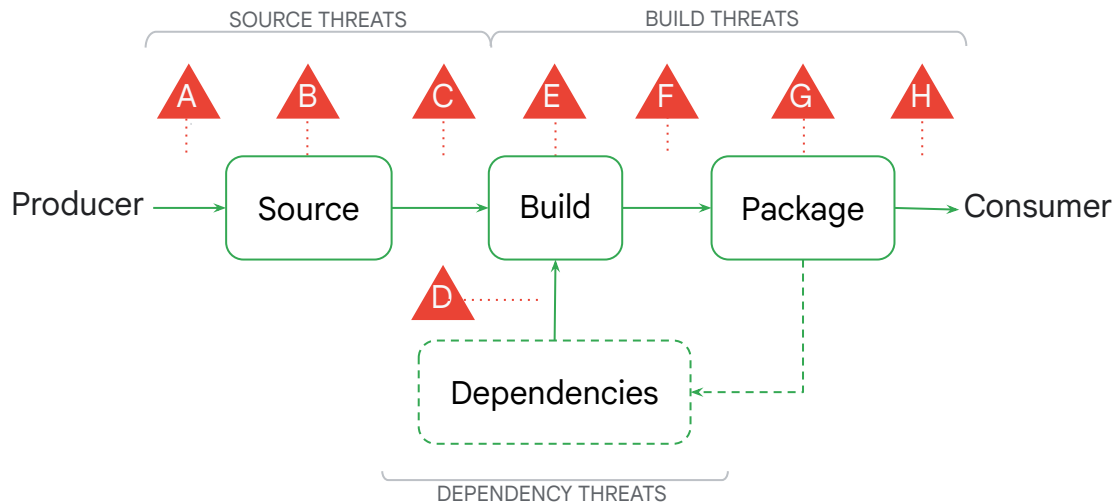 SOURCE THREATS
BUILD THREATS
A
B
C
E
F
G
H
Producer
Source
Build
Package
Consumer
D
Dependencies
DEPENDENCY THREATS